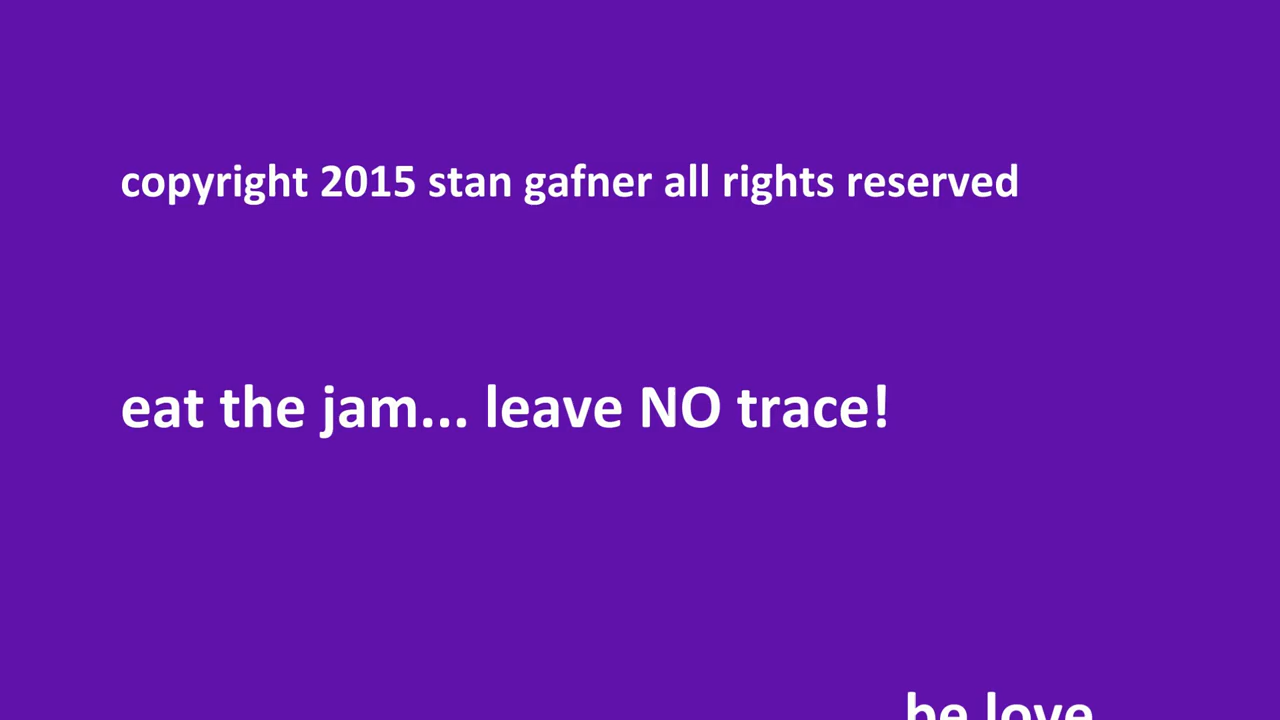 copyright 2015 stan gafner all rights reserved
eat the jam... leave NO trace!
be love